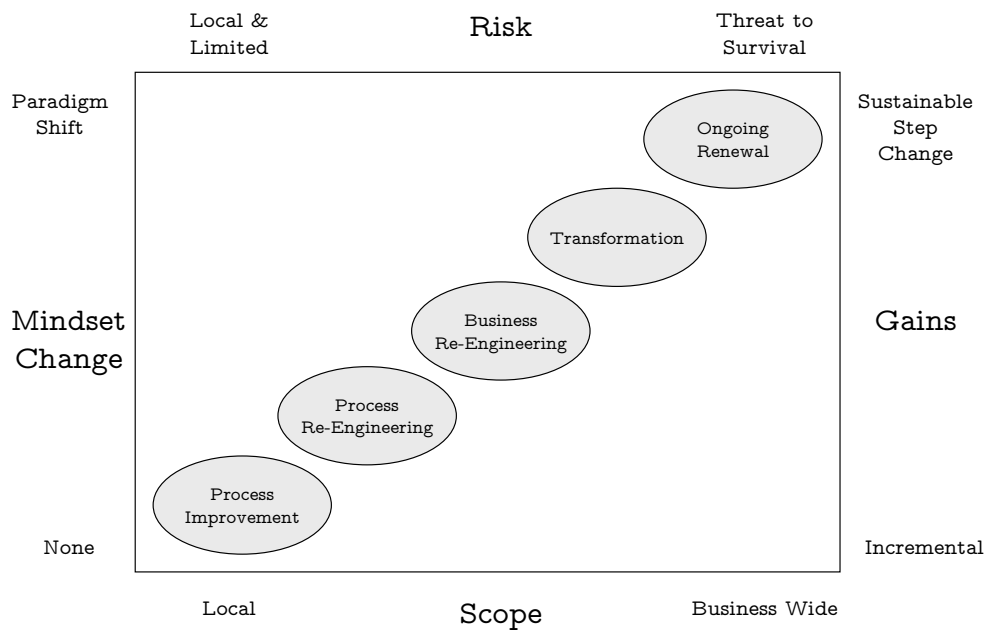 Local &
Limited
Risk
Threat to
Survival
Paradigm
Shift
Sustainable
Step
Change
Ongoing
Renewal
Transformation
Mindset
Change
Business
Re-Engineering
Gains
Process
Re-Engineering
Process
Improvement
None
Incremental
Local
Scope
Business Wide